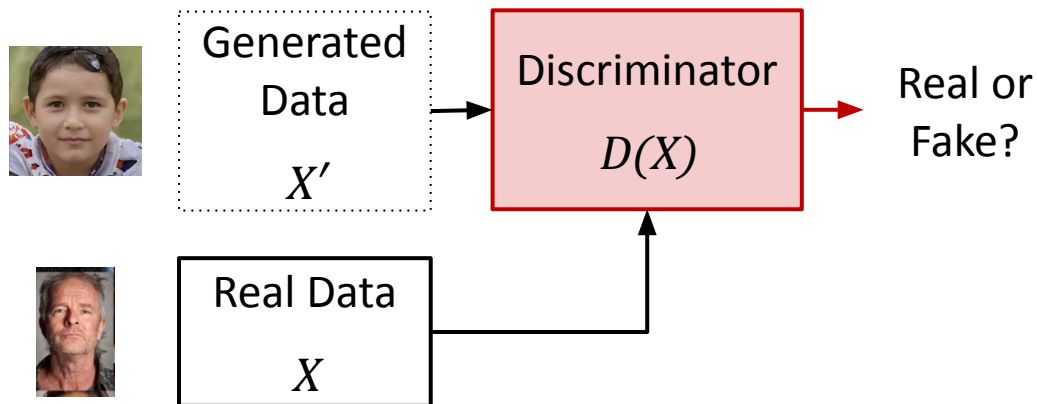 Generated
Data
X′
Discriminator
D(X)
Real or
Fake?
Real Data
X